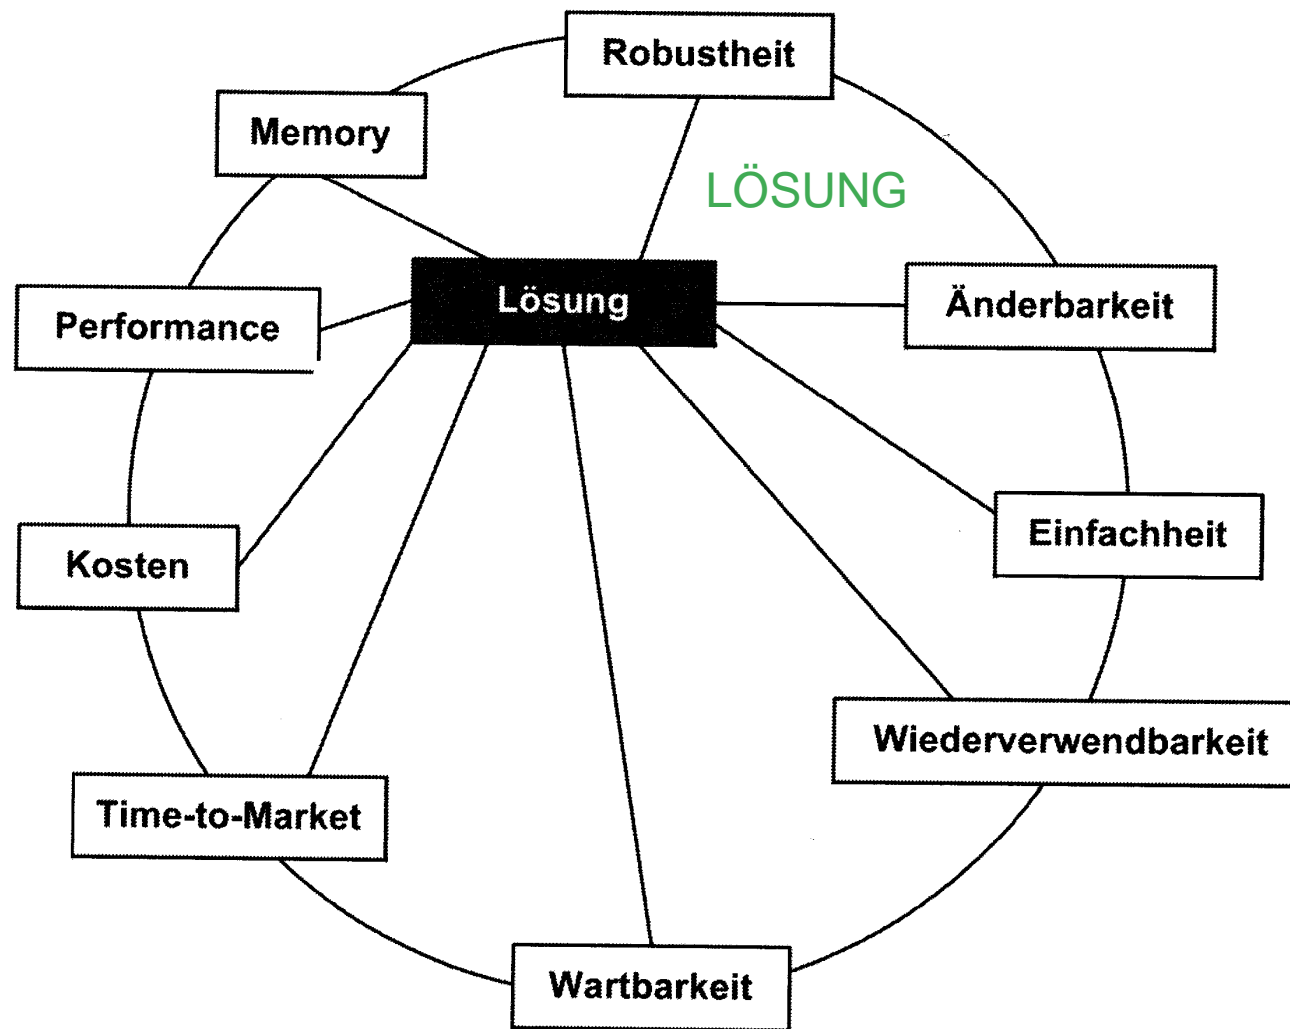 Robustheit
Memory
LÖSUNG
Lösung
Änderbarkeit
Performance
Einfachheit
Kosten
Wiederverwendbarkeit
Time-to-Market
Wartbarkeit